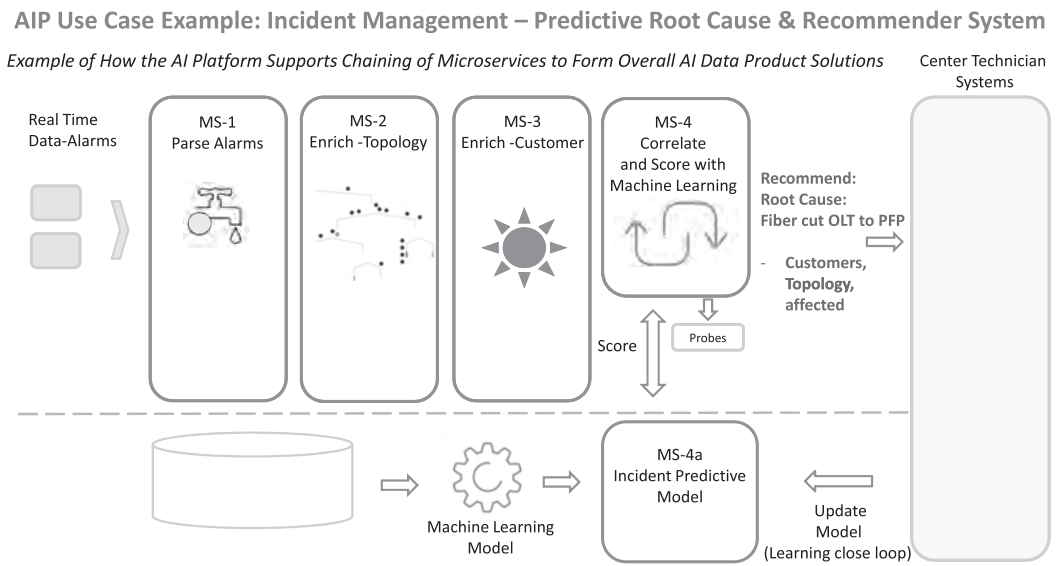 AIP Use Case Example: Incident Management – Predictive Root Cause & Recommender System
Example of How the AI Platform Supports Chaining of Microservices to Form Overall AI Data Product Solutions
Center Technician
Systems
Real Time
Data-Alarms
MS-1
Parse Alarms
MS-2
Enrich -Topology
MS-3
Enrich -Customer
MS-4
Correlate
and Score with
Machine Learning
Recommend:
Root Cause:
Fiber cut OLT to PFP
- Customers,
Topology,
affected
Probes
Score
Machine Learning
Model
MS-4a
Incident Predictive
Model
Update
Model
(Learning close loop)